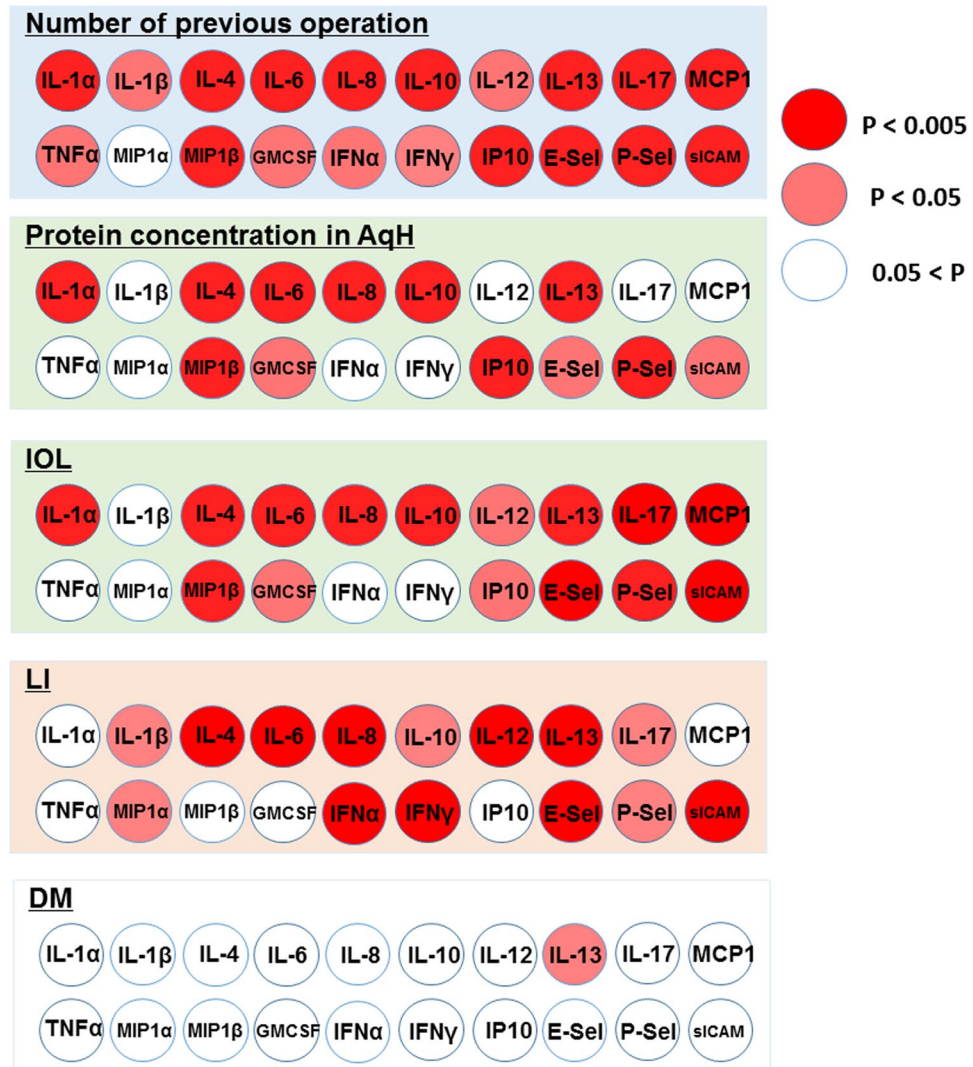 Number of previous operation
IL-1α IL-1β IL-4 IL-6 IL-8 IL-10 IL-12 IL-13 IL-17 MCP1
TNFα MIP1α MIP1β GMCSF IFNα IFNγ IP10 E-Sel P-Sel sICAM
P < 0.005
P < 0.05
0.05 < P
Protein concentration in AqH
IL-1α IL-1β IL-4 IL-6 IL-8 IL-10 IL-12 IL-13 IL-17 MCP1
TNFα MIP1α MIP1β GMCSF IFNα IFNγ IP10 E-Sel P-Sel sICAM
IOL
IL-1α IL-1β IL-4 IL-6 IL-8 IL-10 IL-12 IL-13 IL-17 MCP1
TNFα MIP1α MIP1β GMCSF IFNα IFNγ IP10 E-Sel P-Sel sICAM
LI
IL-1α IL-1β IL-4 IL-6 IL-8 IL-10 IL-12 IL-13 IL-17 MCP1
TNFα MIP1α MIP1β GMCSF IFNα IFNγ IP10 E-Sel P-Sel sICAM
DM
IL-1α IL-1β IL-4 IL-6 IL-8 IL-10 IL-12 IL-13 IL-17 MCP1
TNFα MIP1α MIP1β GMCSF IFNα IFNγ IP10 E-Sel P-Sel sICAM